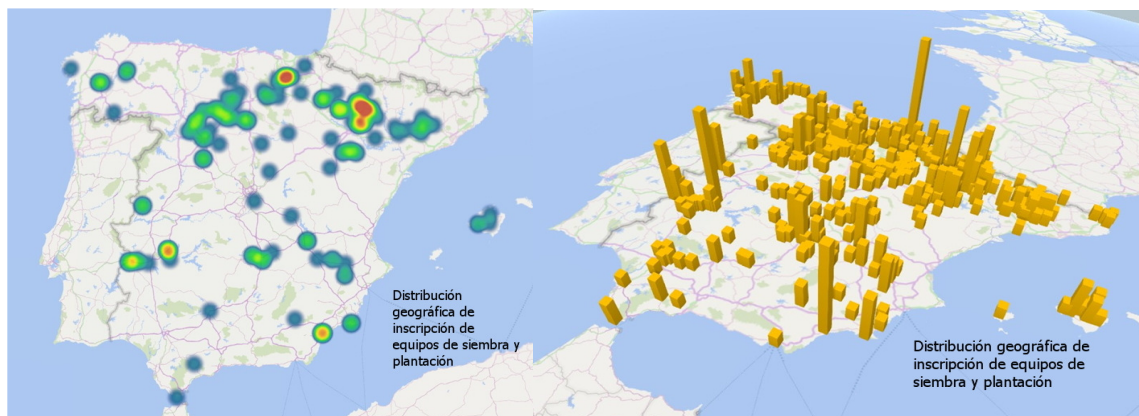 Distribución
geográfica de
inscripción de
equipos de siembra y
plantación
Distribución geográfica de
inscripción de equipos de
siembra y plantación